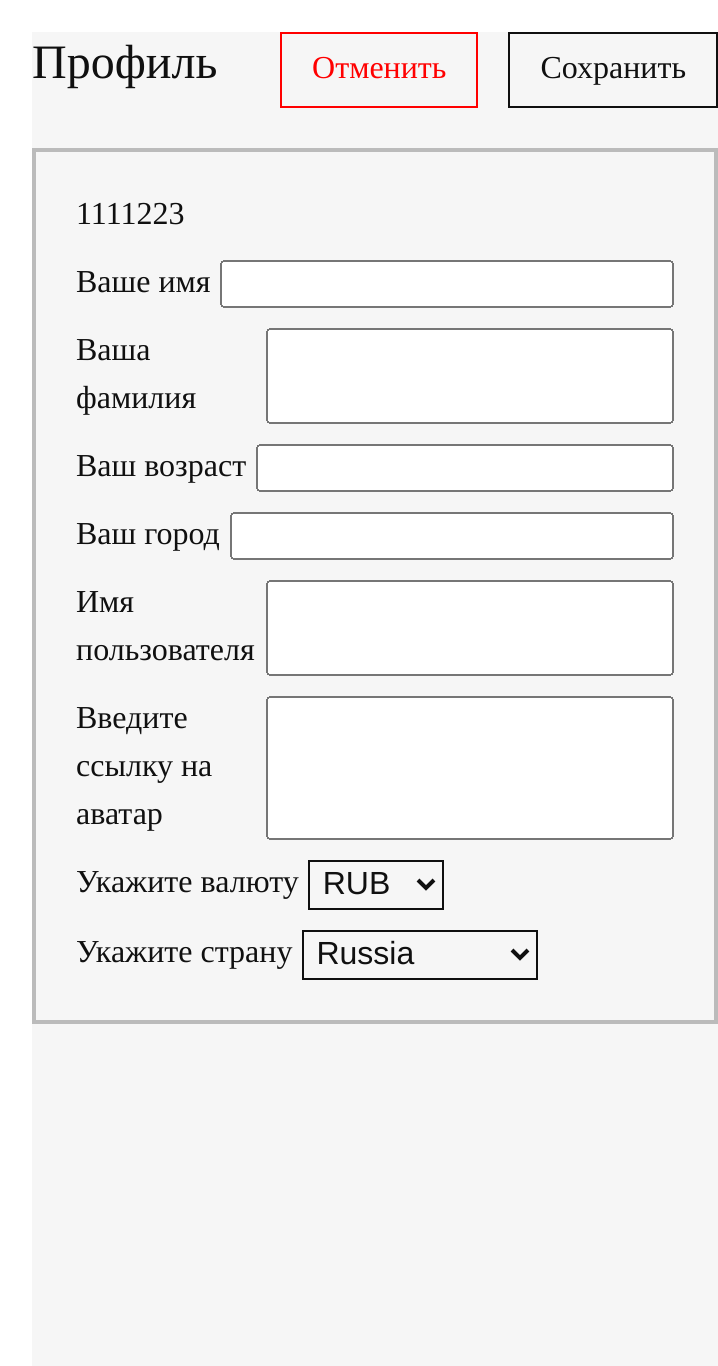 Профиль Отменить Сохранить
1111223
Ваше имя
Ваша
фамилия
Ваш возраст
Ваш город
Имя
пользователя
Введите
ссылку на
аватар
Укажите валюту RUB
Укажите страну Russia